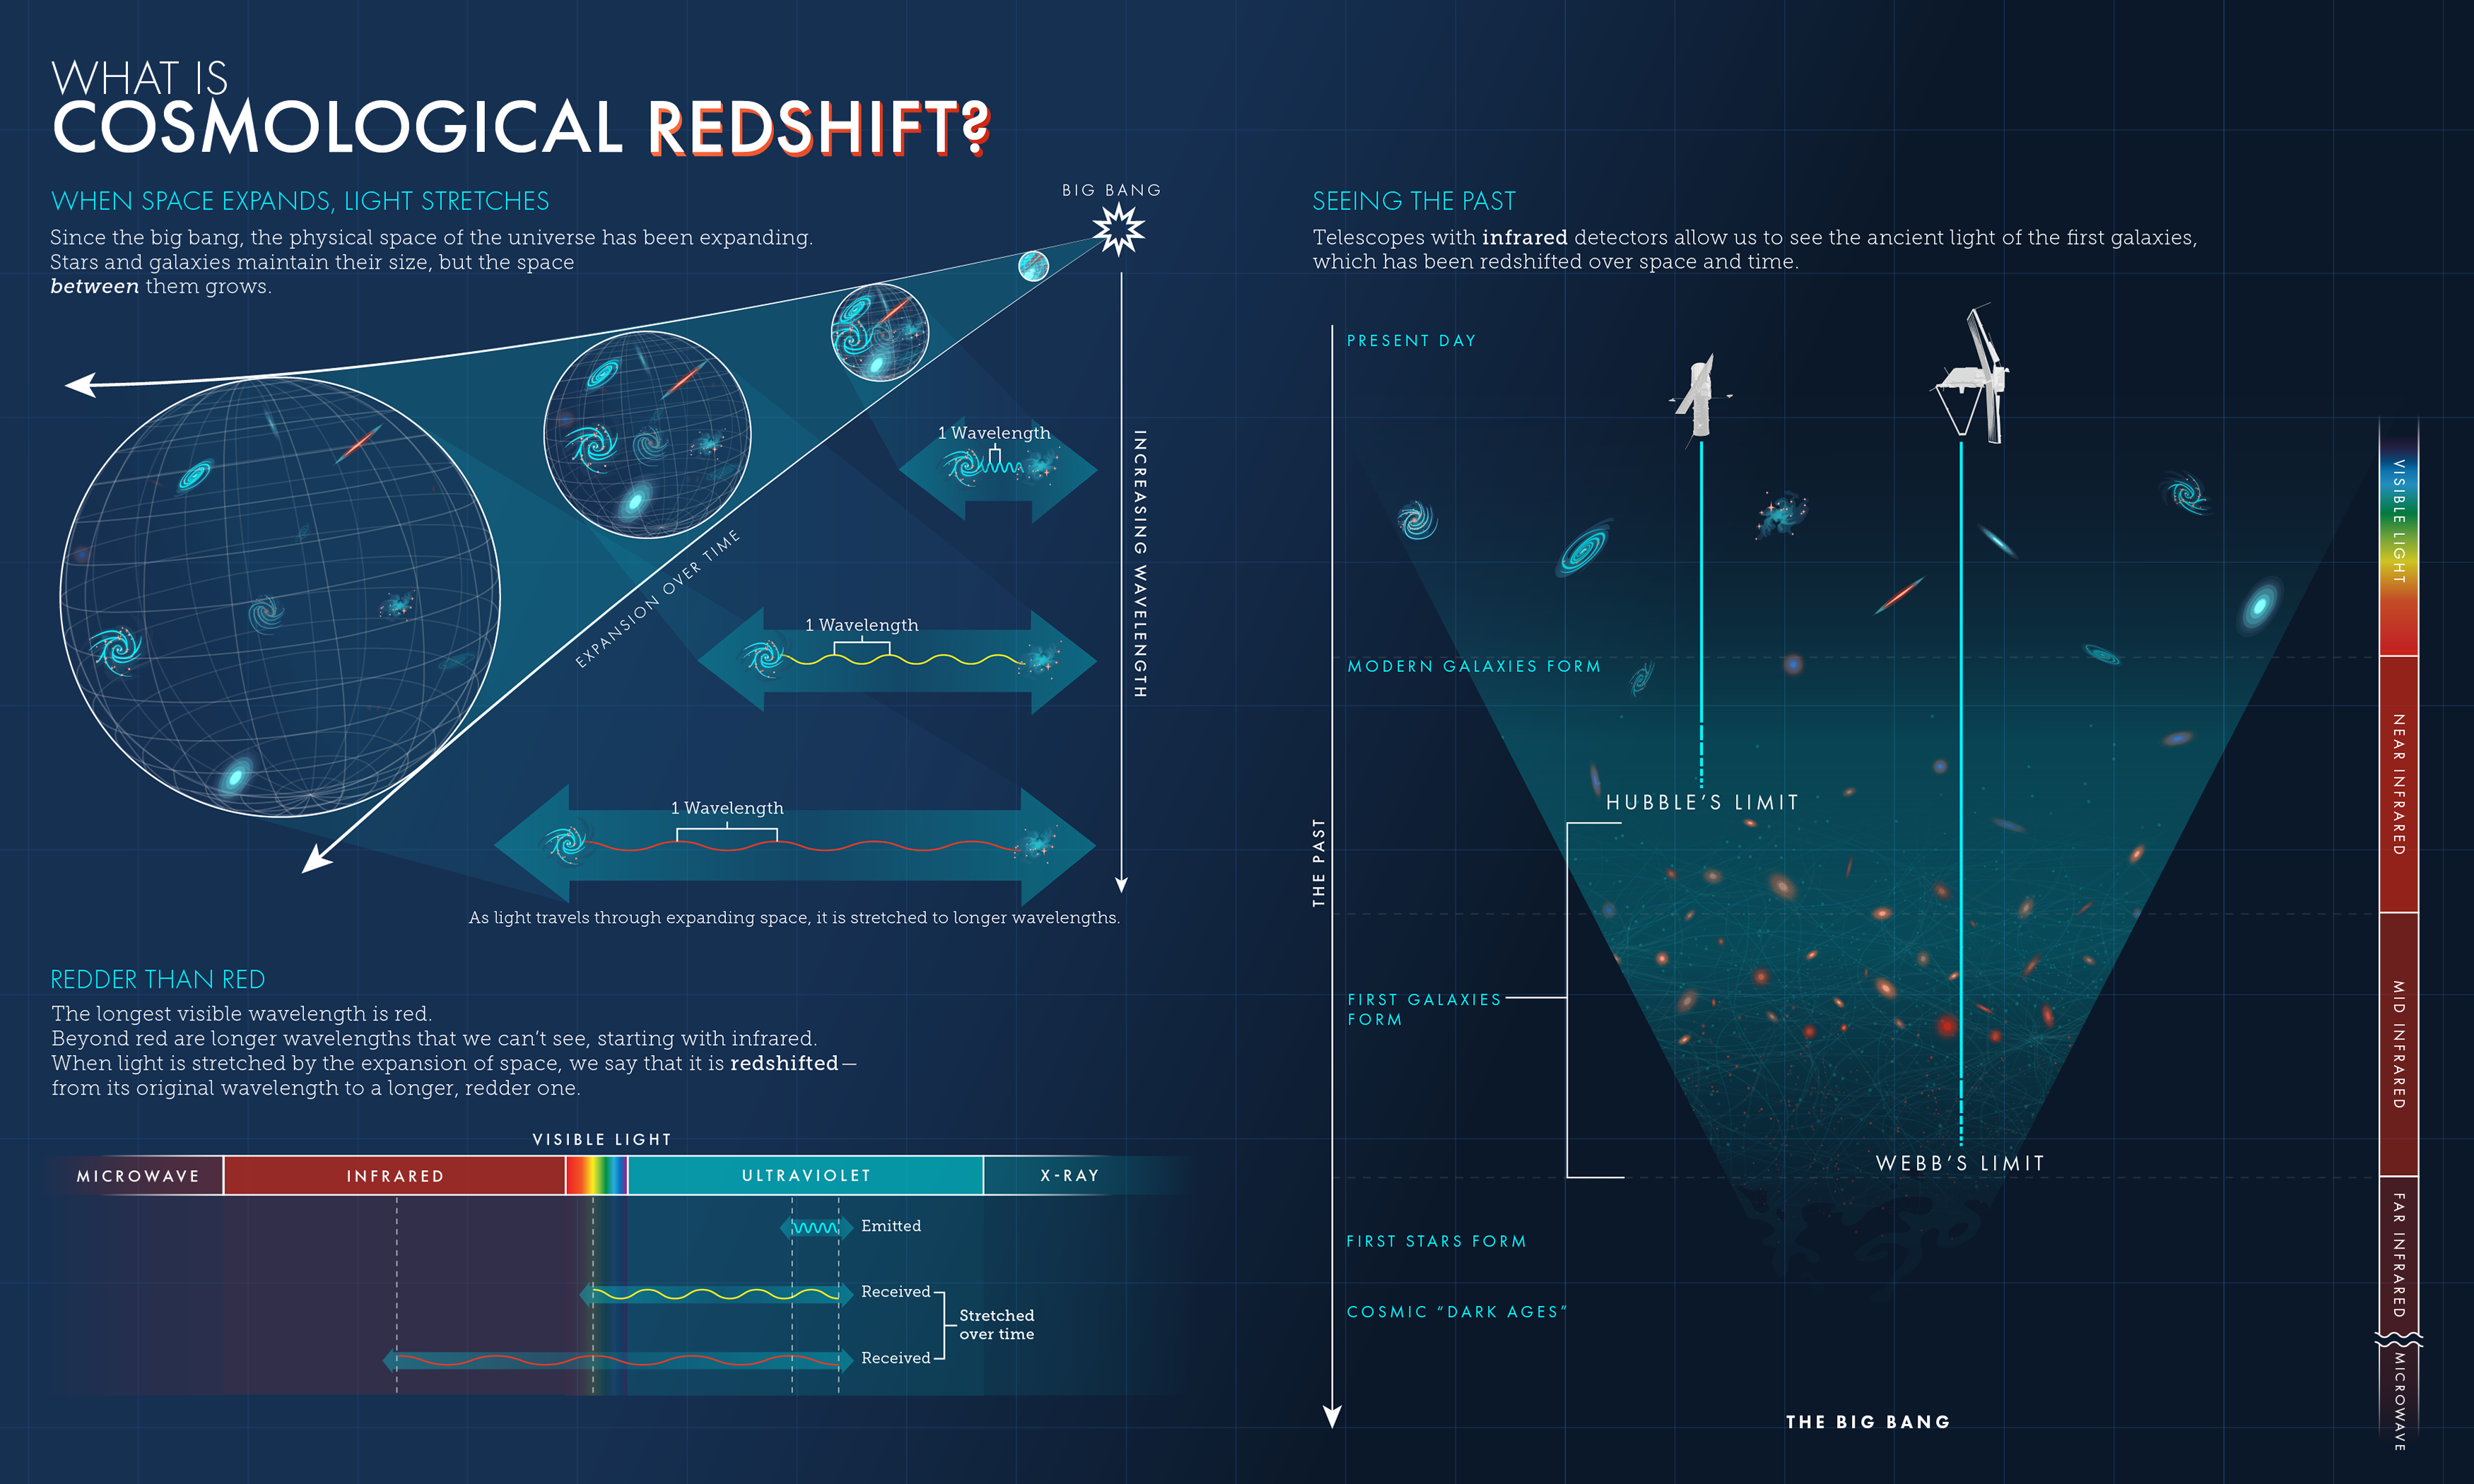 WHAT IS
COSMOLOGICAL REDSHIFT?
WHEN SPACE EXPANDS, LIGHT STRETCHES
Since the big bang, the physical space of the universe has been expanding.
Stars and galaxies maintain their size, but the space
between them grows.
BIG BANG
EXPANSION OVER TIME
1 Wavelength
1 Wavelength
1 Wavelength
INCREASING WAVELENGTH
As light travels through expanding space, it is stretched to longer wavelengths.
REDDER THAN RED
The longest visible wavelength is red.
Beyond red are longer wavelengths that we can’t see, starting with infrared.
When light is stretched by the expansion of space, we say that it is redshifted—
from its original wavelength to a longer, redder one.
VISIBLE LIGHT
MICROWAVE
INFRARED
ULTRAVIOLET
X-RAY
Emitted
Received
Stretched
over time
Received
SEEING THE PAST
Telescopes with infrared detectors allow us to see the ancient light of the first galaxies,
which has been redshifted over space and time.
PRESENT DAY
MODERN GALAXIES FORM
HUBBLE’S LIMIT
THE PAST
FIRST GALAXIES
FORM
WEBB’S LIMIT
FIRST STARS FORM
COSMIC “DARK AGES”
THE BIG BANG
VISIBLE LIGHT
NEAR INFRARED
MID INFRARED
FAR INFRARED
MICROWAVE